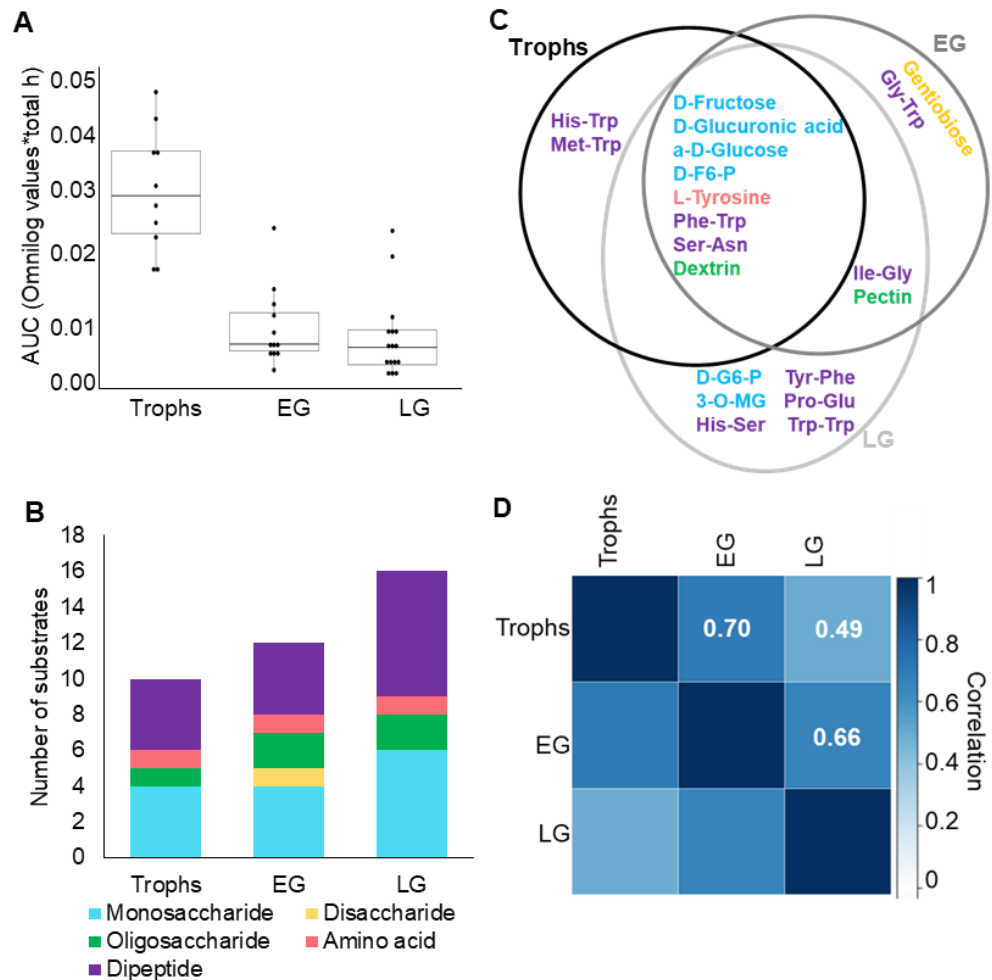 A
AUC (Omnilog values*total h)
0.05
0.04
0.03
0.02
0.01
0.00
Trophs
EG
LG
C
Trophs
EG
LG
His-Trp
Met-Trp
D-Fructose
D-Glucuronic acid
a-D-Glucose
D-F6-P
L-Tyrosine
Phe-Trp
Ser-Asn
Dextrin
Gly-Trp
Gentiobiose
Ile-Gly
Pectin
D-G6-P
3-O-MG
His-Ser
Tyr-Phe
Pro-Glu
Trp-Trp
B
Number of substrates
18
16
14
12
10
8
6
4
2
0
Trophs
EG
LG
Monosaccharide
Disaccharide
Oligosaccharide
Amino acid
Dipeptide
D
Trophs
EG
LG
Trophs
0.70
0.49
EG
0.66
LG
1
0.8
0.6
0.4
0.2
0
Correlation